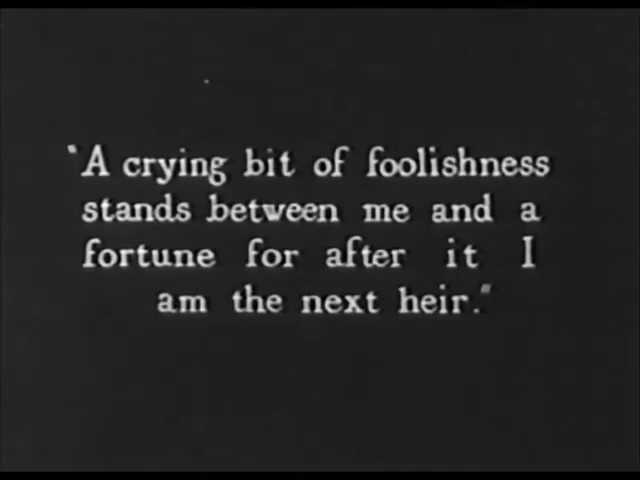 "A crying bit of foolishness
stands between me and a
fortune for after it I
am the next heir."